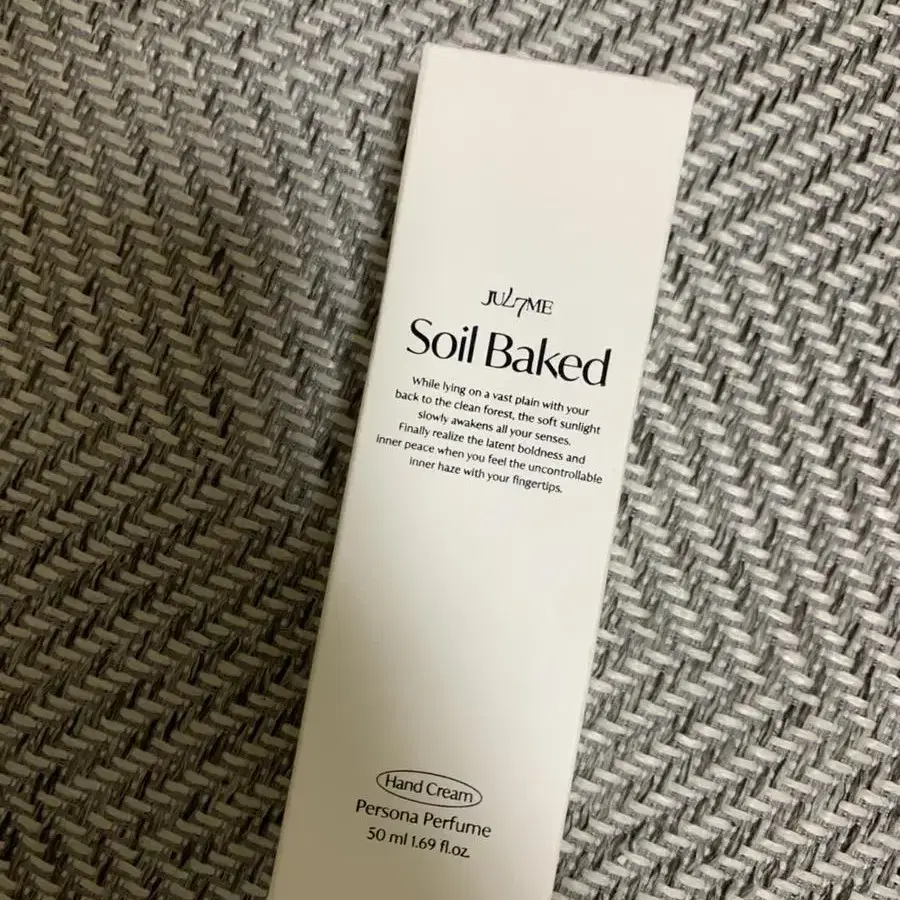 JUL7ME
Soil Baked
While lying on a vast plain with your
back to the clean forest, the soft sunlight
slowly awakens all your senses.
Finally realize the latent boldness and
inner peace when you feel the uncontrollable
inner haze with your fingertips.
Hand Cream
Persona Perfume
50 ml 1.69 fl.oz.